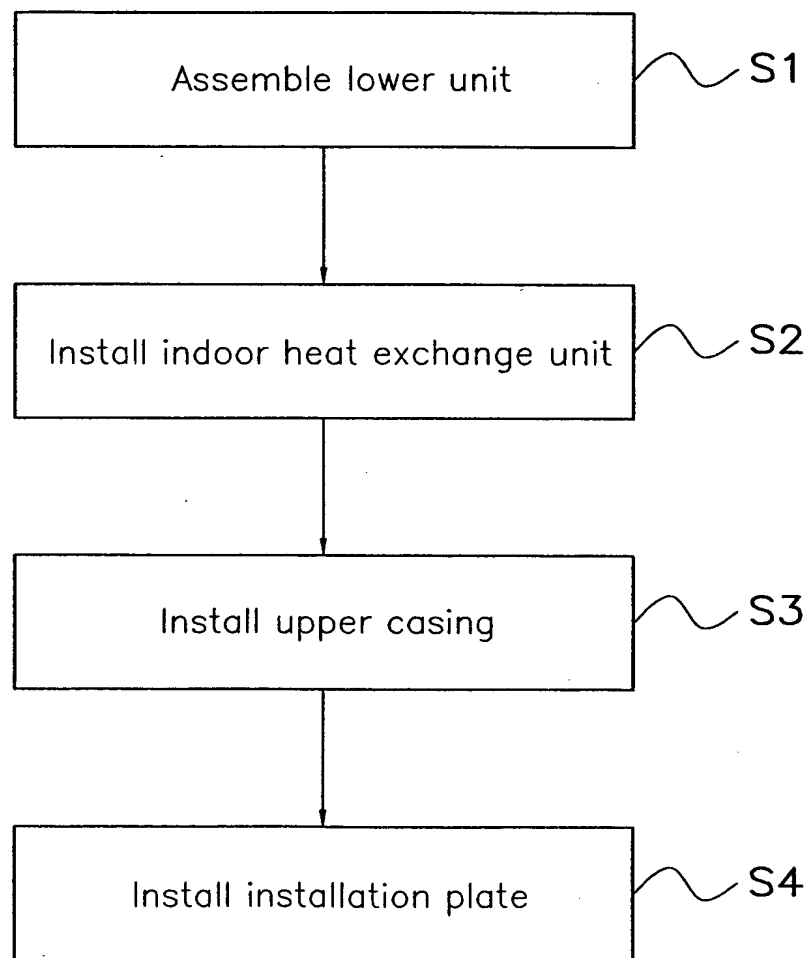 Assemble lower unit
S1
Install indoor heat exchange unit
S2
Install upper casing
S3
Install installation plate
S4